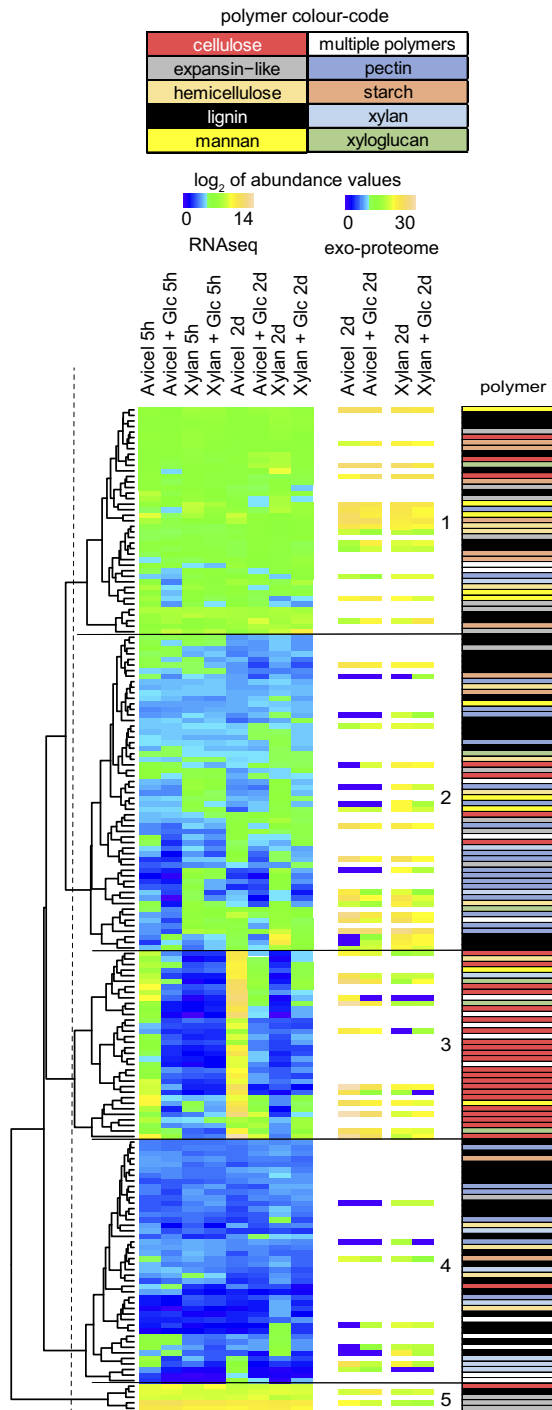 polymer colour-code
cellulose multiple polymers
expansin−like pectin
hemicellulose starch
lignin xylan
mannan xyloglucan
log2 of abundance values
0 14 0 30
RNAseq exo-proteome
Avicel 5h
Avicel + Glc 5h
Xylan 5h
Xylan + Glc 5h
Avicel 2d
Avicel + Glc 2d
Xylan 2d
Xylan + Glc 2d
Avicel 2d
Avicel + Glc 2d
Xylan 2d
Xylan + Glc 2d
polymer
1
2
3
4
5